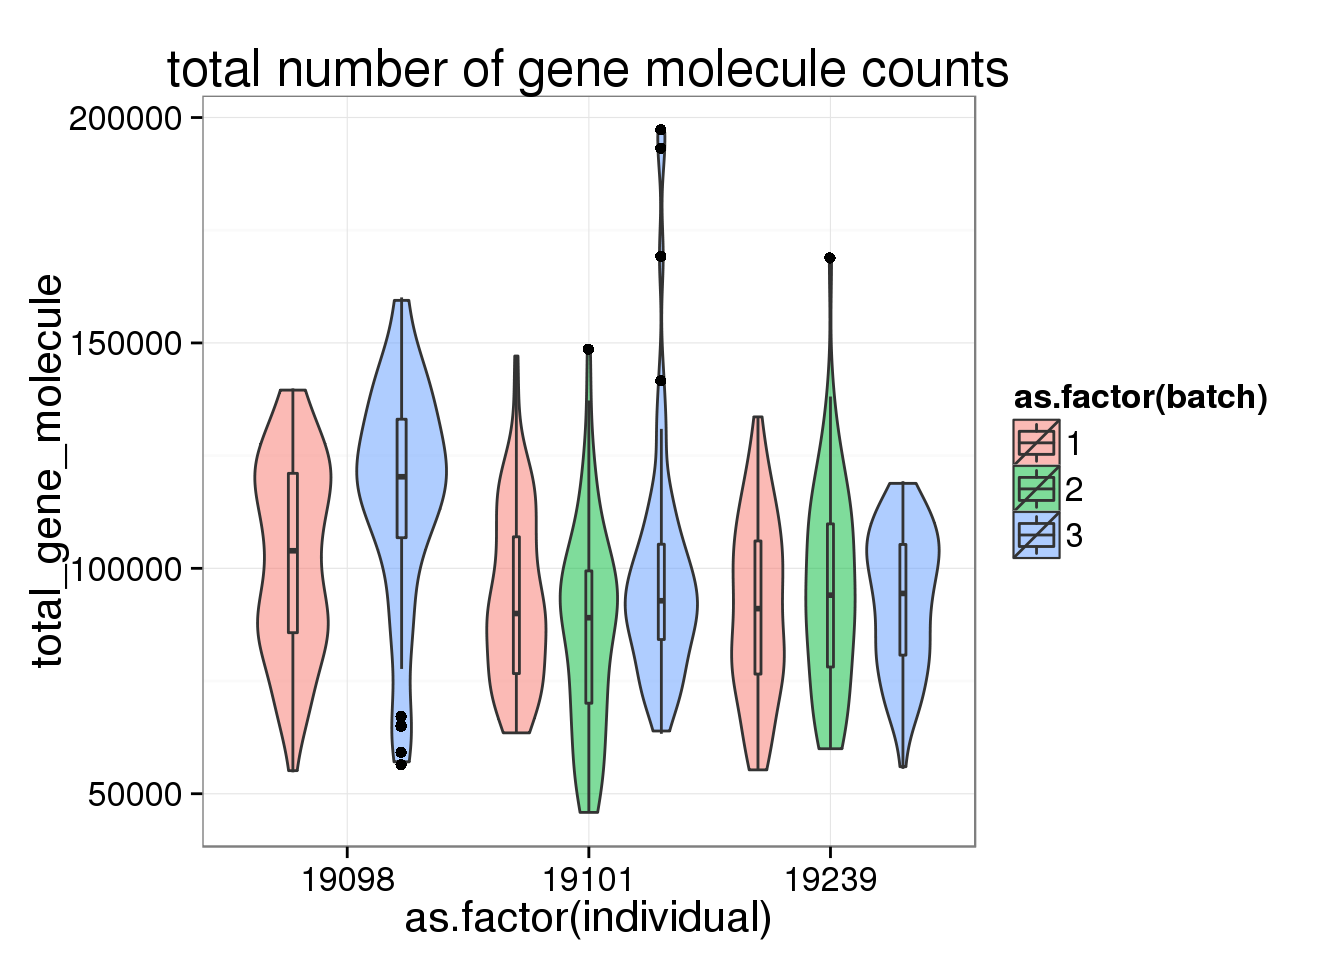 total number of gene molecule counts
200000
150000
100000
50000
total_gene_molecule
19098
19101
19239
as.factor(individual)
as.factor(batch)
1
2
3